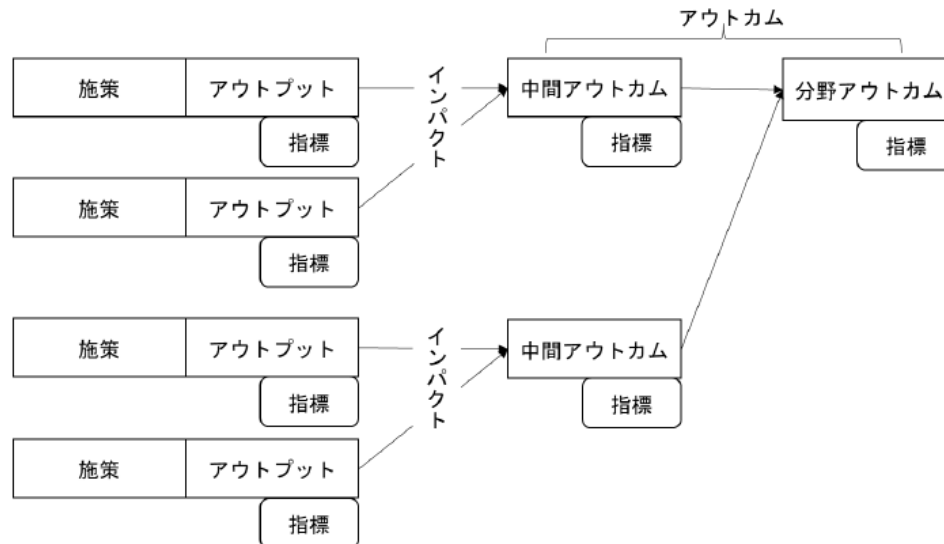 アウトカム
施策
アウトプット
インパクト
中間アウトカム
分野アウトカム
指標
指標
指標
施策
アウトプット
指標
施策
アウトプット
インパクト
中間アウトカム
指標
指標
施策
アウトプット
指標